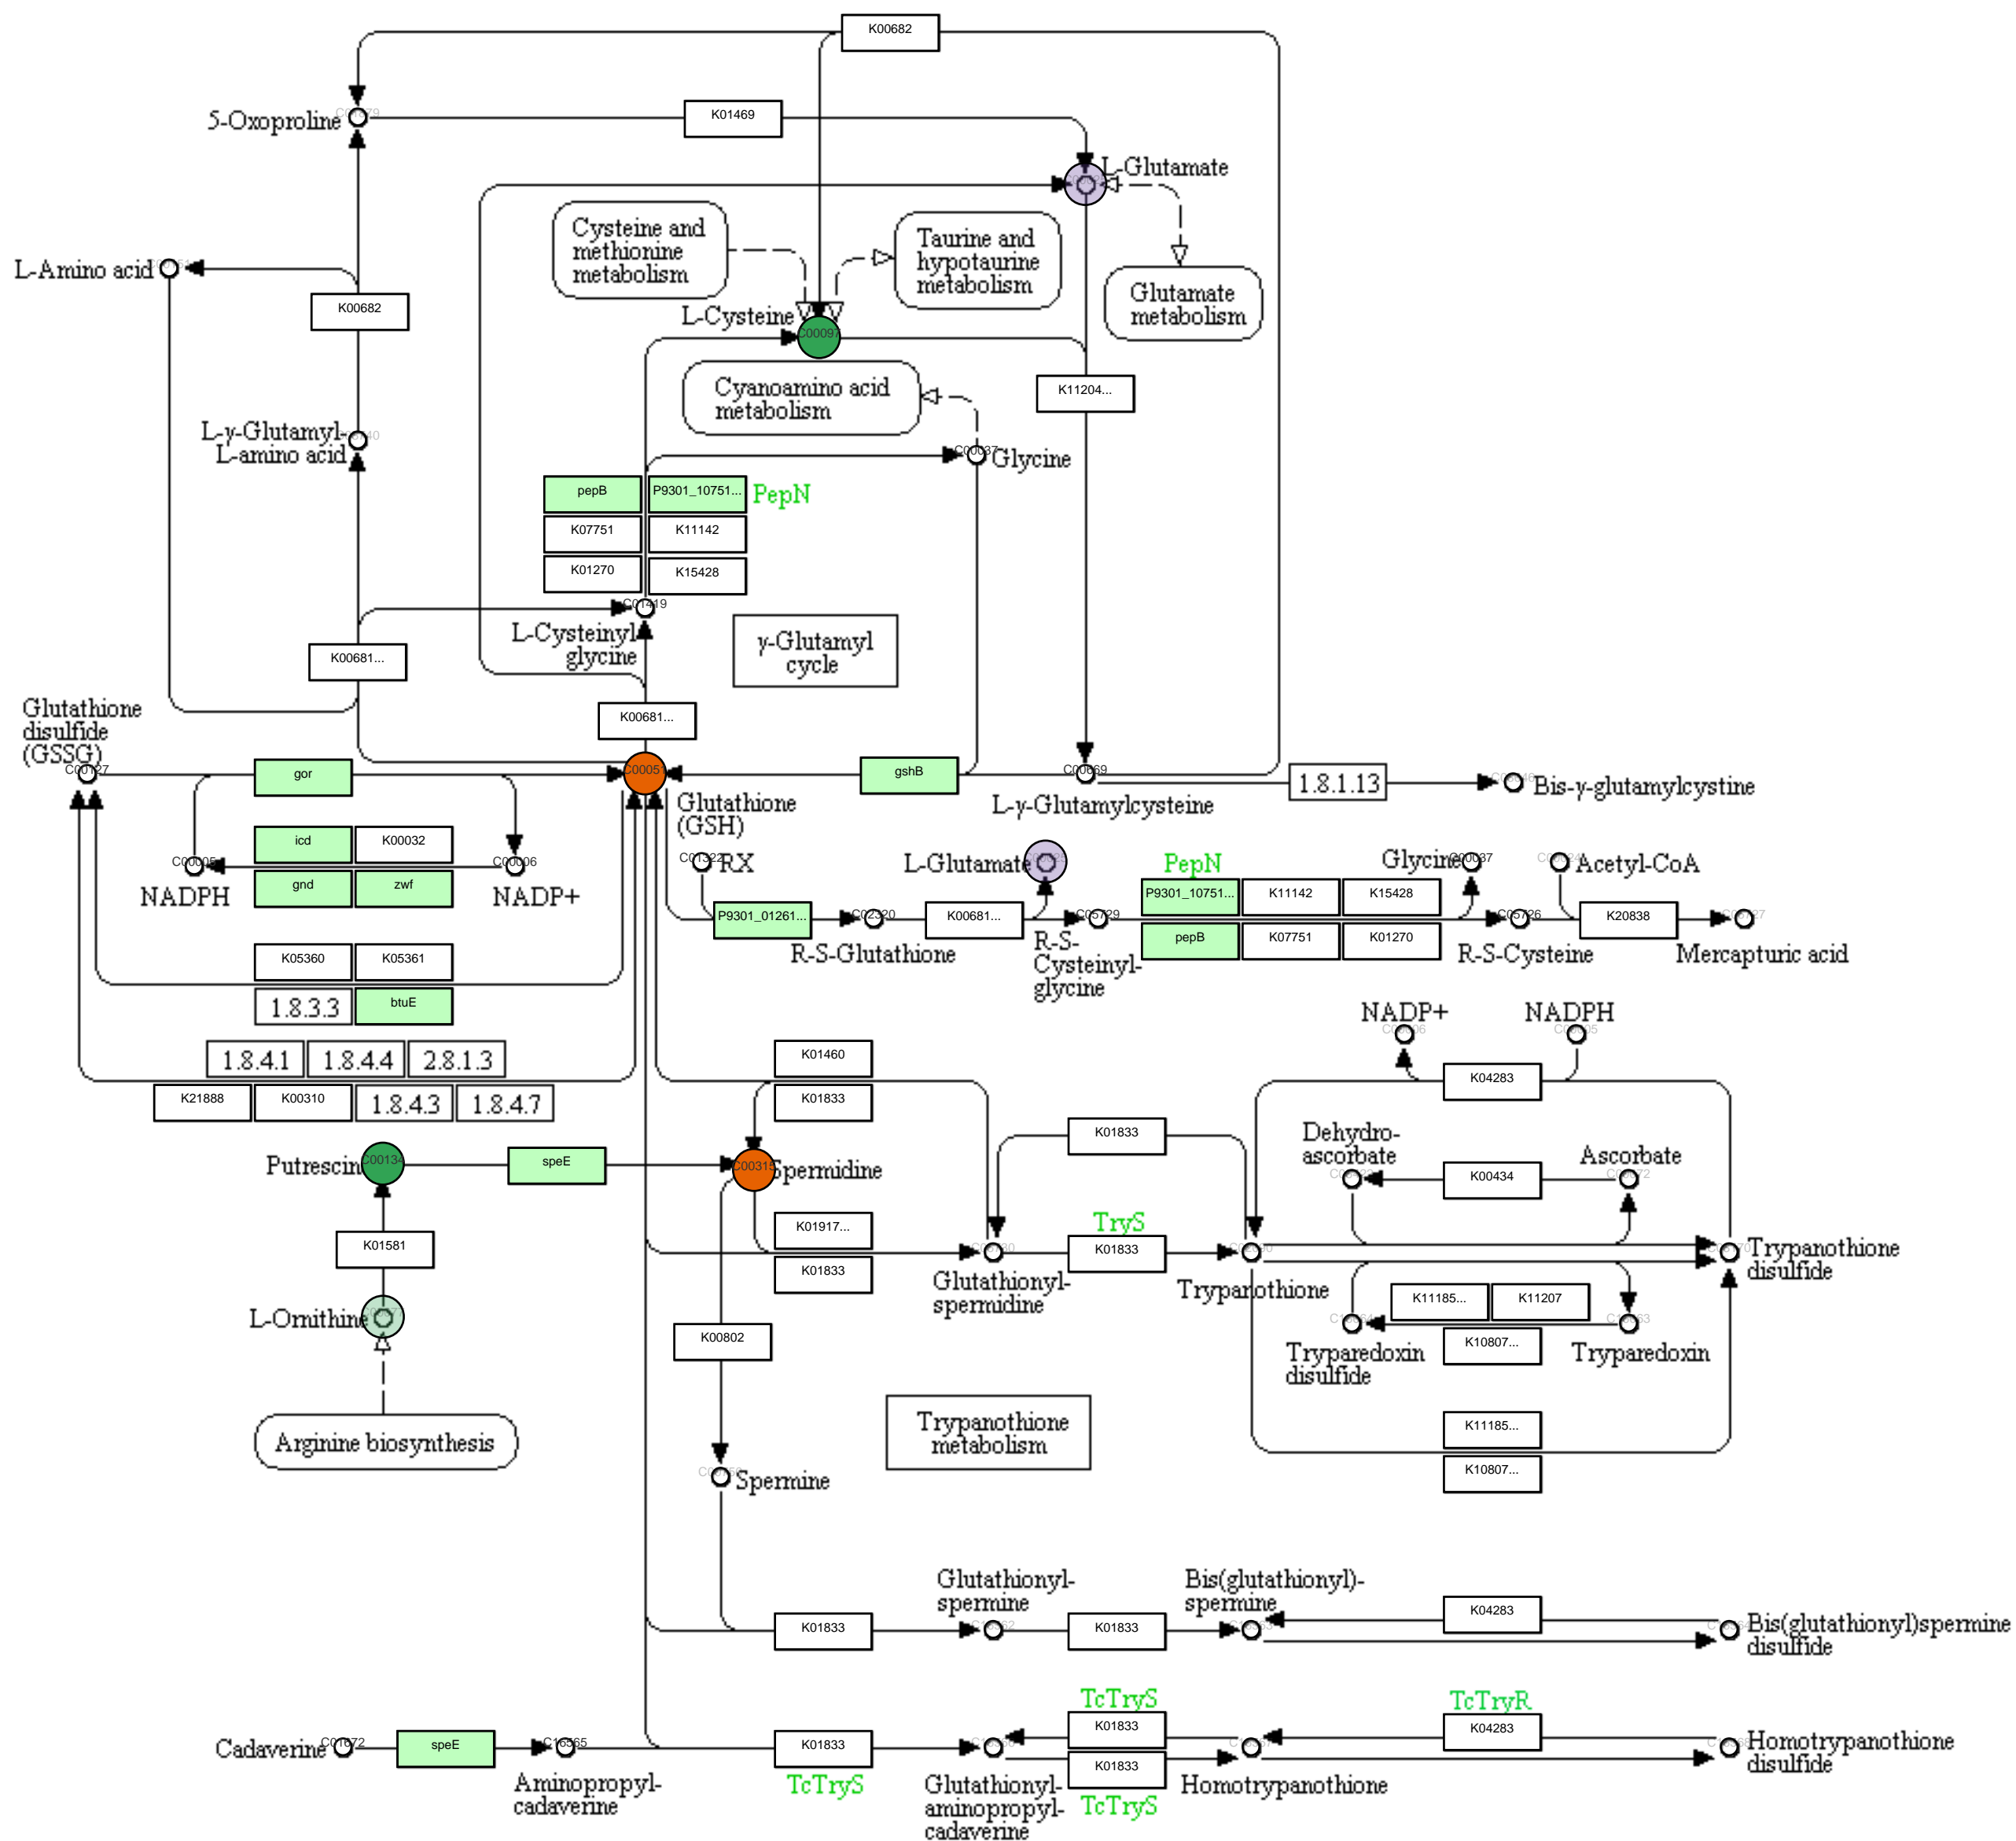 K00682
5-Oxoproline
K01469
L-Glutamate
Cysteine and
methionine
metabolism
Taurine and
hypotaurine
metabolism
L-Amino acid
K00682
Glutamate
metabolism
L-Cysteine
C00097
Cyanoamino acid
metabolism
K11204...
L-γ-Glutamyl-
L-amino acid
C00037
Glycine
pepB
P9301_10751...
PepN
K07751
K11142
K01270
K15428
C01419
L-Cysteinyl
glycine
γ-Glutamyl
cycle
K00681...
K00681...
Glutathione
disulfide
(GSSG)
C00127
gor
C00051
gshB
C00669
1.8.1.13
Bis-γ-glutamylcystine
Glutathione
(GSH)
L-γ-Glutamylcysteine
icd
K00032
C00005
C00006
gnd
zwf
NADPH
NADP+
C01322
RX
L-Glutamate
PepN
Glycine
C00037
Acetyl-CoA
P9301_10751...
K11142
K15428
P9301_01261...
C02320
K00681...
C05729
C05726
K20838
R-S-Glutathione
R-S-
Cysteinyl-
glycine
pepB
K07751
K01270
R-S-Cysteine
Mercapturic acid
K05360
K05361
1.8.3.3
btuE
1.8.4.1
1.8.4.4
2.8.1.3
K21888
K00310
1.8.4.3
1.8.4.7
K01460
K01833
NADP+
NADPH
K04283
Putrescin
C00134
speE
C00315
Spermidine
K01833
Dehydro-
ascorbate
K00434
Ascorbate
K01581
K01917...
K01833
TryS
K01833
Glutathionyl-
spermidine
Trypanothione
Trypanothione
disulfide
L-Ornithine
K11185...
K11207
K10807...
Tryparedoxin
disulfide
Tryparedoxin
K00802
Arginine biosynthesis
Trypanothione
metabolism
K11185...
K10807...
Spermine
Glutathionyl-
spermine
Bis(glutathionyl)-
spermine
K01833
K01833
K04283
Bis(glutathionyl)spermine
disulfide
TcTryS
TcTryR
Cadaverine
C01672
speE
C16565
K01833
K01833
K04283
Homotrypanothione
disulfide
Aminopropyl-
cadaverine
TcTryS
K01833
Glutathionyl-
aminopropyl-
cadaverine
TcTryS
Homotrypanothione